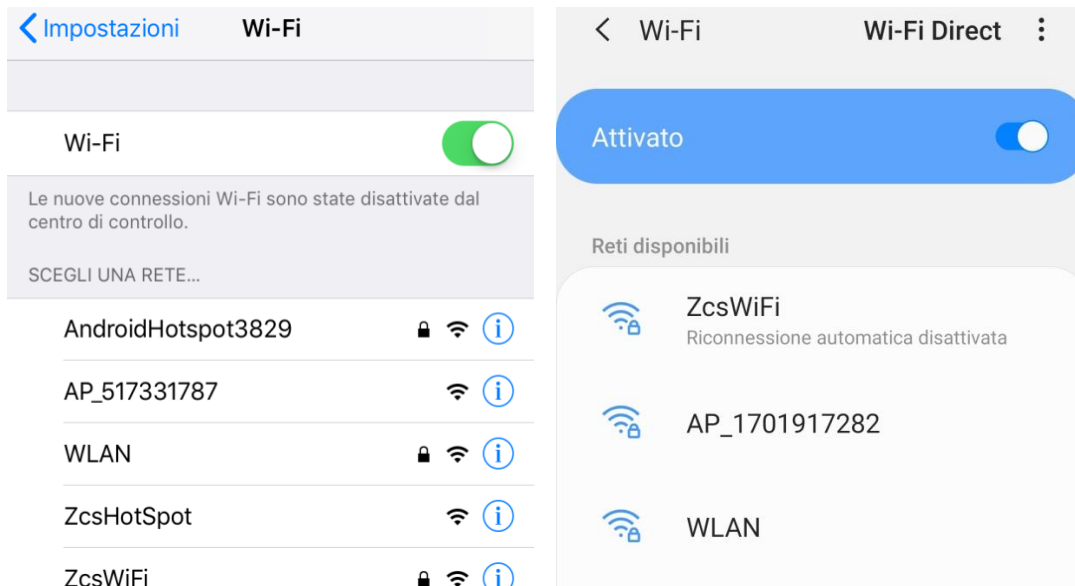 Impostazioni
Wi-Fi
Wi-Fi
Le nuove connessioni Wi-Fi sono state disattivate dal
centro di controllo.
SCEGLI UNA RETE...
AndroidHotspot3829
AP_517331787
WLAN
ZcsHotSpot
ZcsWiFi
Wi-Fi
Wi-Fi Direct
Attivato
Reti disponibili
ZcsWiFi
Riconnessione automatica disattivata
AP_1701917282
WLAN